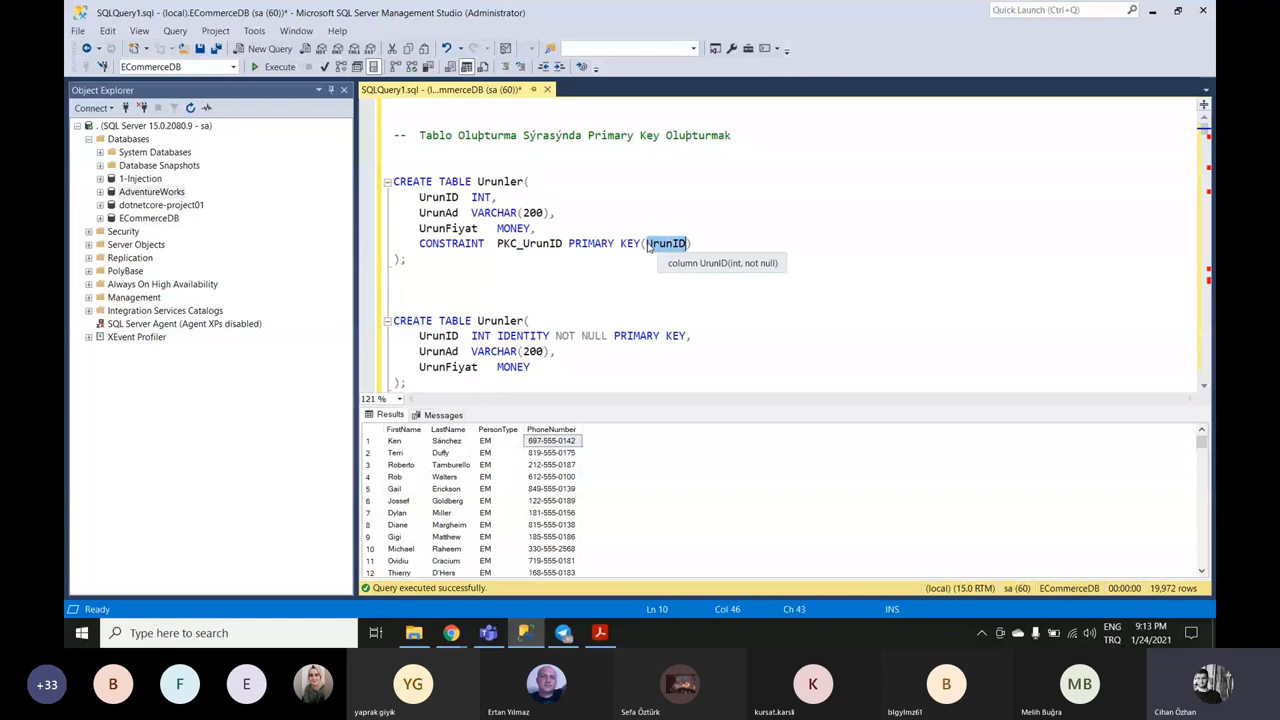 SQLQuery1.sql - (local).ECommerceDB (sa (60))* - Microsoft SQL Server Management Studio (Administrator)
Quick Launch (Ctrl+Q)
File Edit View Query Project Tools Window Help
New Query
ECommerceDB Execute
Object Explorer
SQLQuery1.sql - (l...mmerceDB (sa (60))*
Connect
. (SQL Server 15.0.2080.9 - sa)
Databases
System Databases
Database Snapshots
1-Injection
AdventureWorks
dotnetcore-project01
ECommerceDB
Security
Server Objects
Replication
PolyBase
Always On High Availability
Management
Integration Services Catalogs
SQL Server Agent (Agent XPs disabled)
XEvent Profiler
-- Tablo Oluþturma Sýrasýnda Primary Key Oluþturmak
CREATE TABLE Urunler(
UrunID INT,
UrunAd VARCHAR(200),
UrunFiyat MONEY,
CONSTRAINT PKC_UrunID PRIMARY KEY(UrunID)
column UrunID(int, not null)
);
CREATE TABLE Urunler(
UrunID INT IDENTITY NOT NULL PRIMARY KEY,
UrunAd VARCHAR(200),
UrunFiyat MONEY
);
121 %
Results Messages
FirstName LastName PersonType PhoneNumber
1 Ken Sánchez EM 697-555-0142
2 Terri Duffy EM 819-555-0175
3 Roberto Tamburello EM 212-555-0187
4 Rob Walters EM 612-555-0100
5 Gail Erickson EM 849-555-0139
6 Jossef Goldberg EM 122-555-0189
7 Dylan Miller EM 181-555-0156
8 Diane Margheim EM 815-555-0138
9 Gigi Matthew EM 185-555-0186
10 Michael Raheem EM 330-555-2568
11 Ovidiu Cracium EM 719-555-0181
12 Thierry D'Hers EM 168-555-0183
Query executed successfully.
(local) (15.0 RTM) sa (60) ECommerceDB 00:00:00 19,972 rows
Ready
Ln 10 Col 46 Ch 43 INS
Type here to search
ENG 9:13 PM
TRQ 1/24/2021
+33 B F E YG K B MB
yaprak giyik Ertan Yılmaz Sefa Öztürk kursat.karsli blgylmz61 Melih Buğra Cihan Özhan